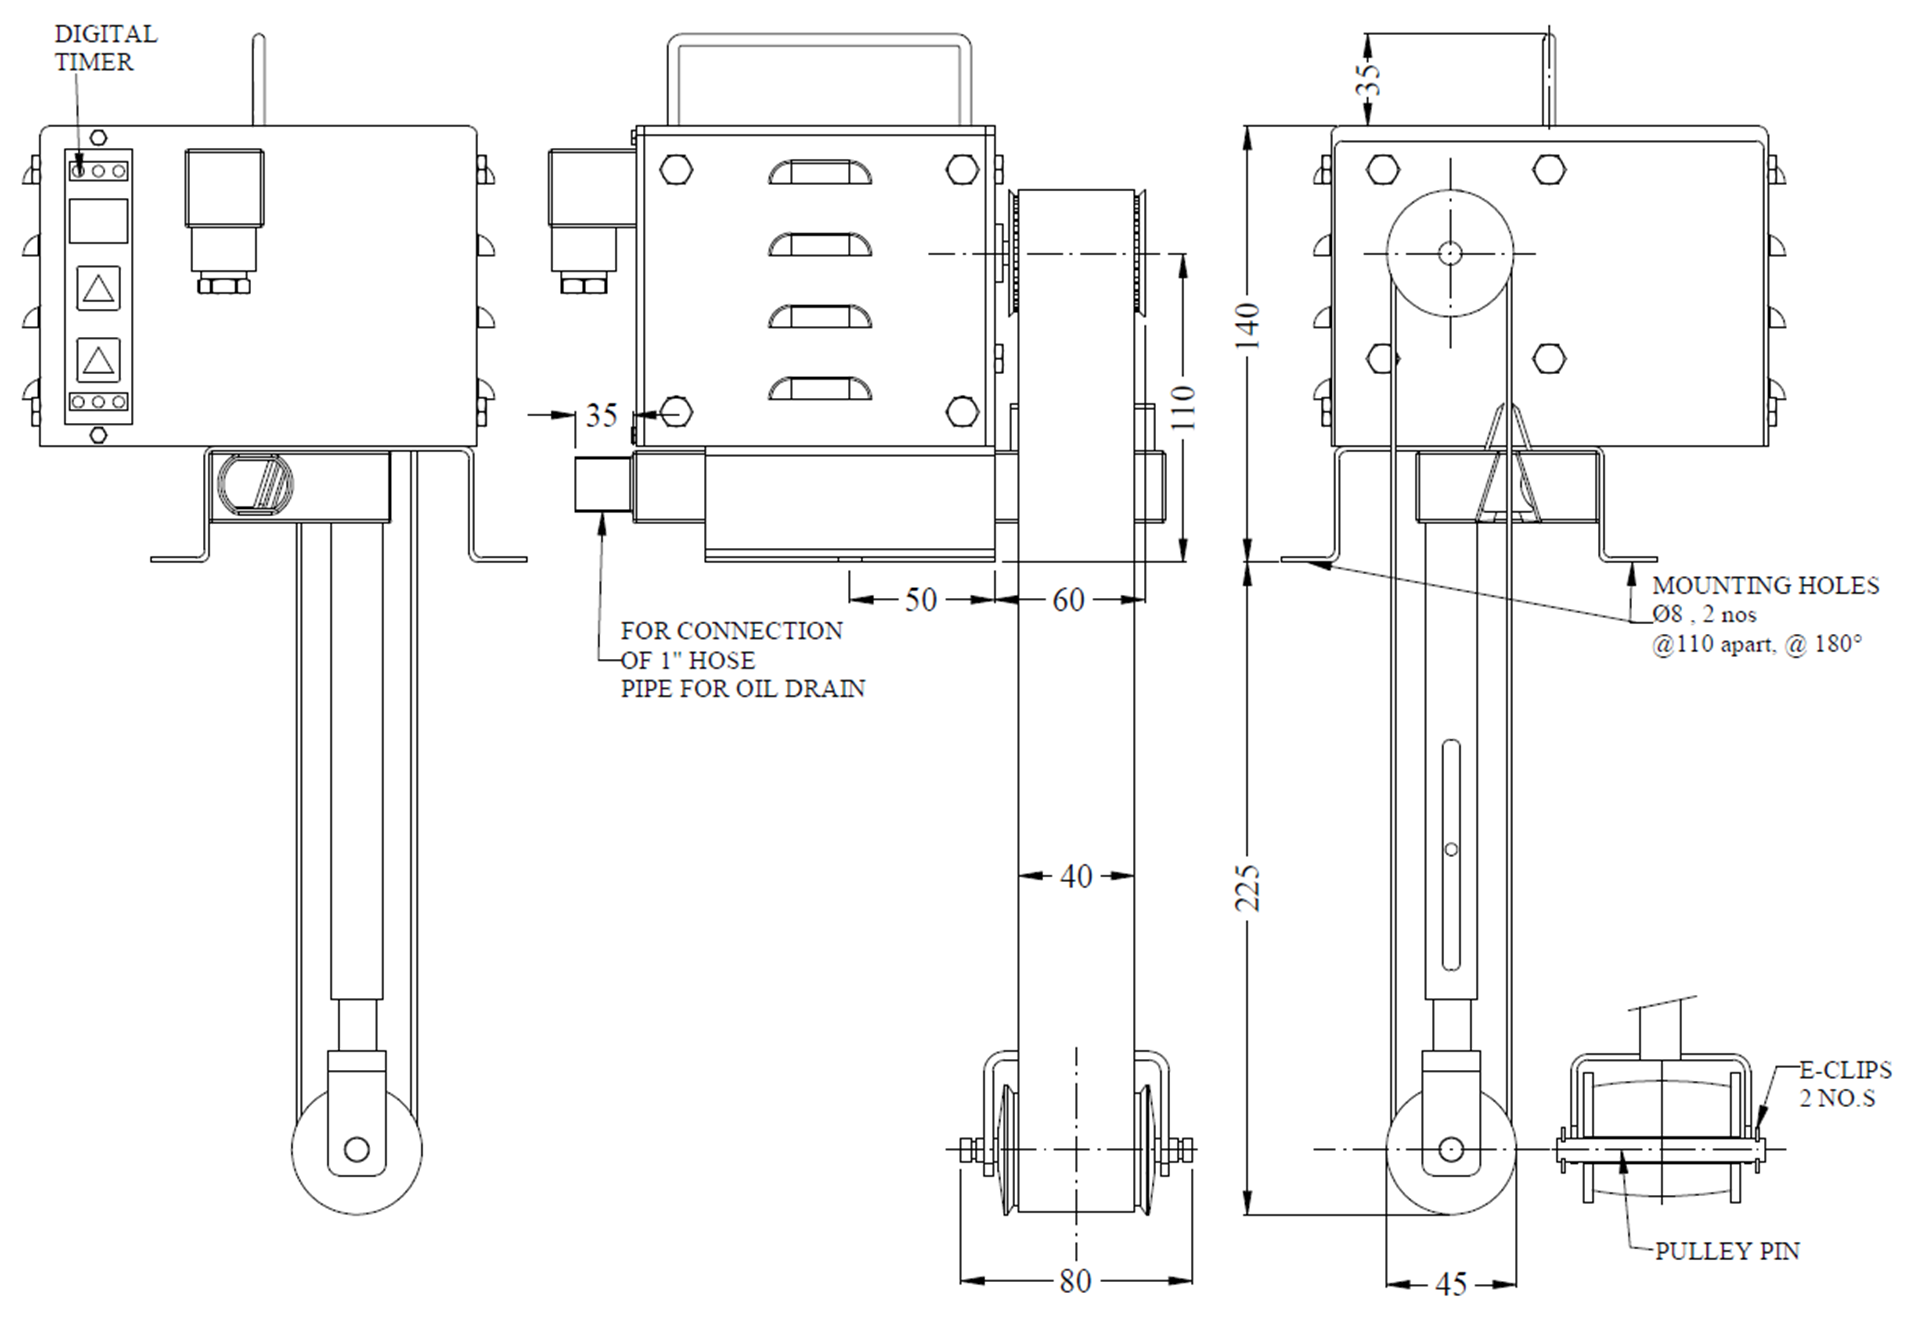 DIGITAL
TIMER
35
140
35
110
50
60
FOR CONNECTION
OF 1" HOSE
PIPE FOR OIL DRAIN
MOUNTING HOLES
Ø8 , 2 nos
@110 apart, @ 180°
40
225
E-CLIPS
2 NO.S
PULLEY PIN
80
45